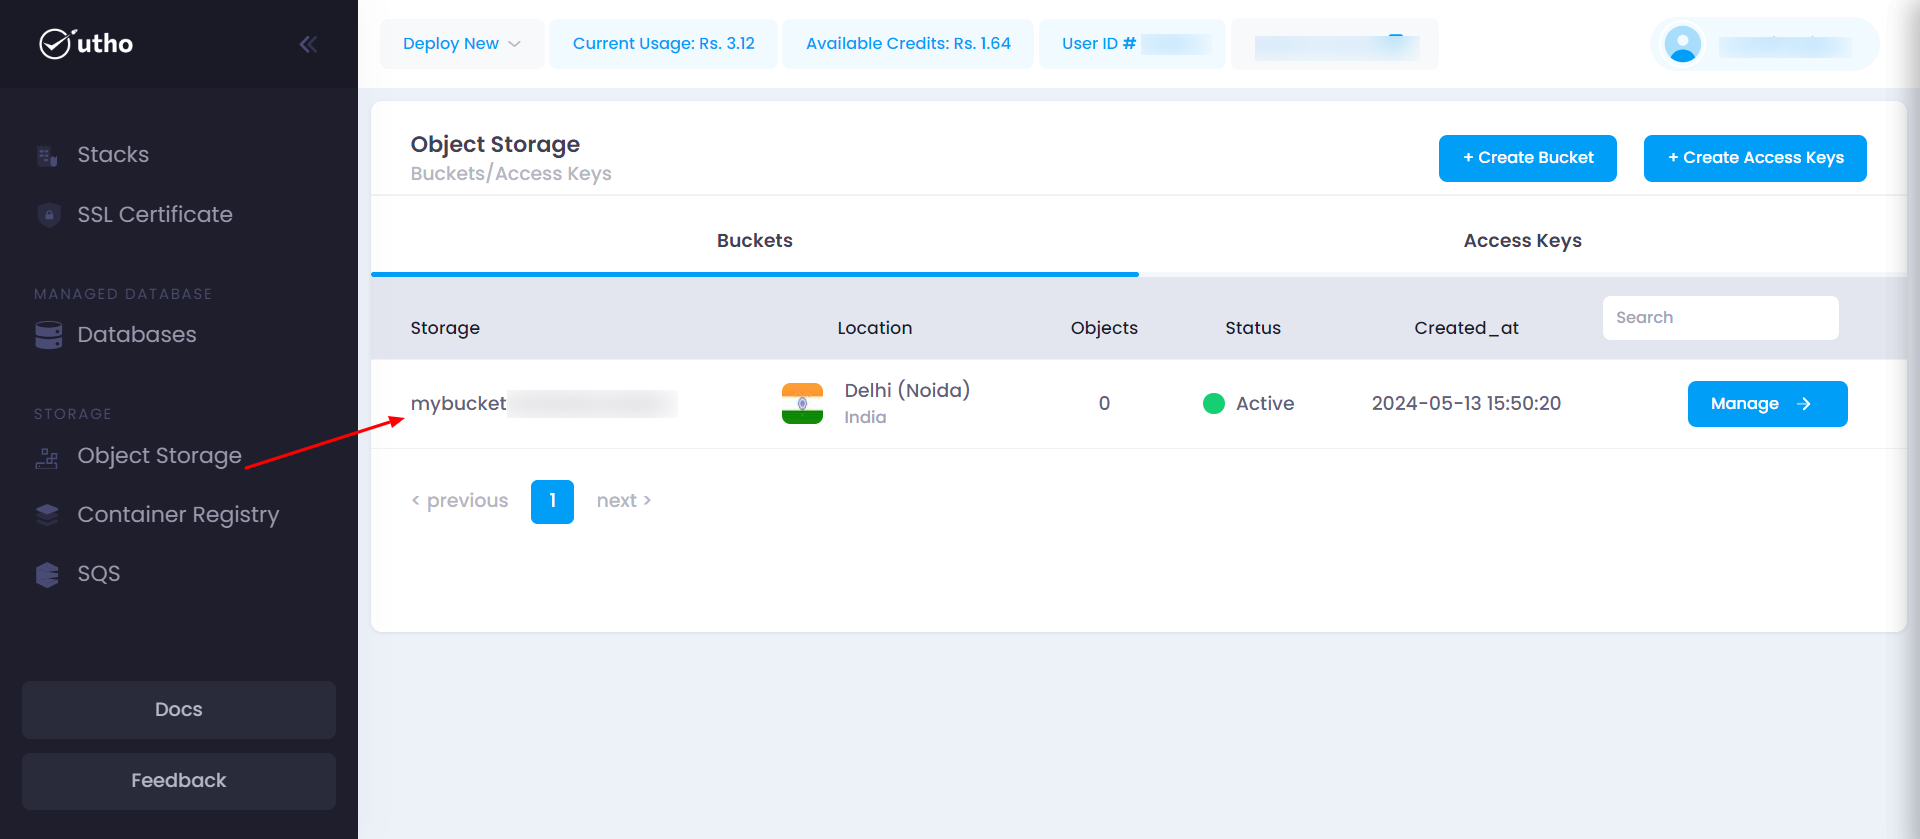 utho
Deploy New
Current Usage: Rs. 3.12
Available Credits: Rs. 1.64
User ID #
Stacks
SSL Certificate
MANAGED DATABASE
Databases
STORAGE
Object Storage
Container Registry
SQS
Docs
Feedback
Object Storage
Buckets/Access Keys
+ Create Bucket
+ Create Access Keys
Buckets
Access Keys
Storage
Location
Objects
Status
Created_at
Search
mybucket
Delhi (Noida)
India
0
Active
2024-05-13 15:50:20
Manage →
< previous
1
next >